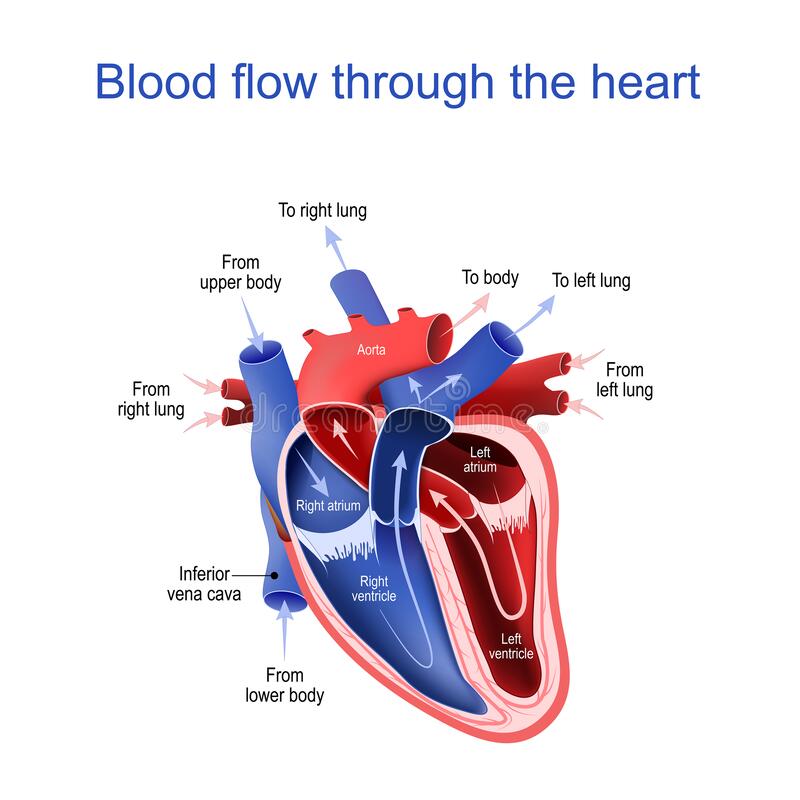 Blood flow through the heart
To right lung
From
upper body
To body
To left lung
Aorta
From
right lung
From
left lung
dreamstime.
Left
atrium
Right atrium
Right
ventricle
Inferior
vena cava
Left
ventricle
From
lower body